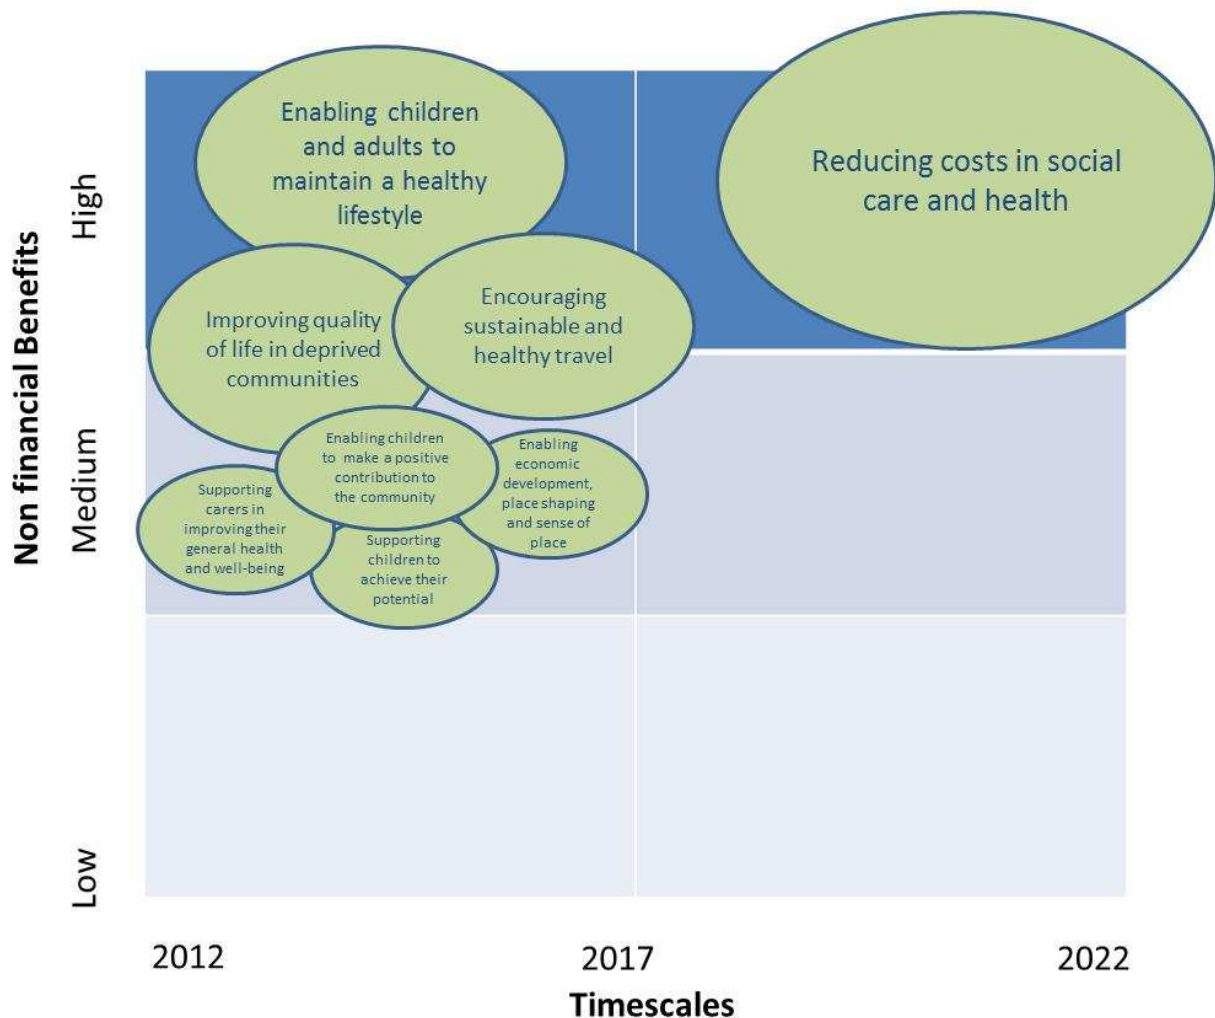 Non financial Benefits
High
Medium
Low
Enabling children
and adults to
maintain a healthy
lifestyle
Reducing costs in social
care and health
Improving quality
of life in deprived
communities
Encouraging
sustainable and
healthy travel
Enabling children
to make a positive
contribution to
the community
Enabling
economic
development,
place shaping
and sense of
place
Supporting
carers in
improving their
general health
and well-being
Supporting
children to
achieve their
potential
2012
2017
2022
Timescales